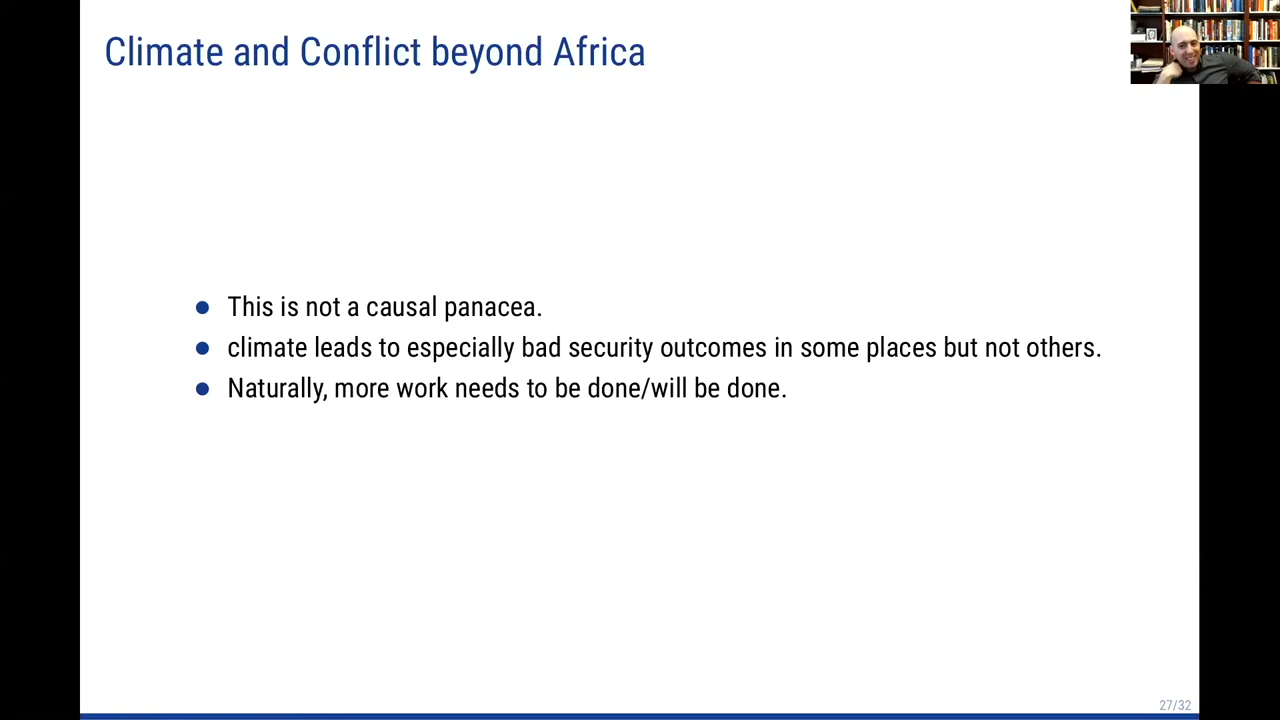 Climate and Conflict beyond Africa
This is not a causal panacea.
climate leads to especially bad security outcomes in some places but not others.
Naturally, more work needs to be done/will be done.
27/32